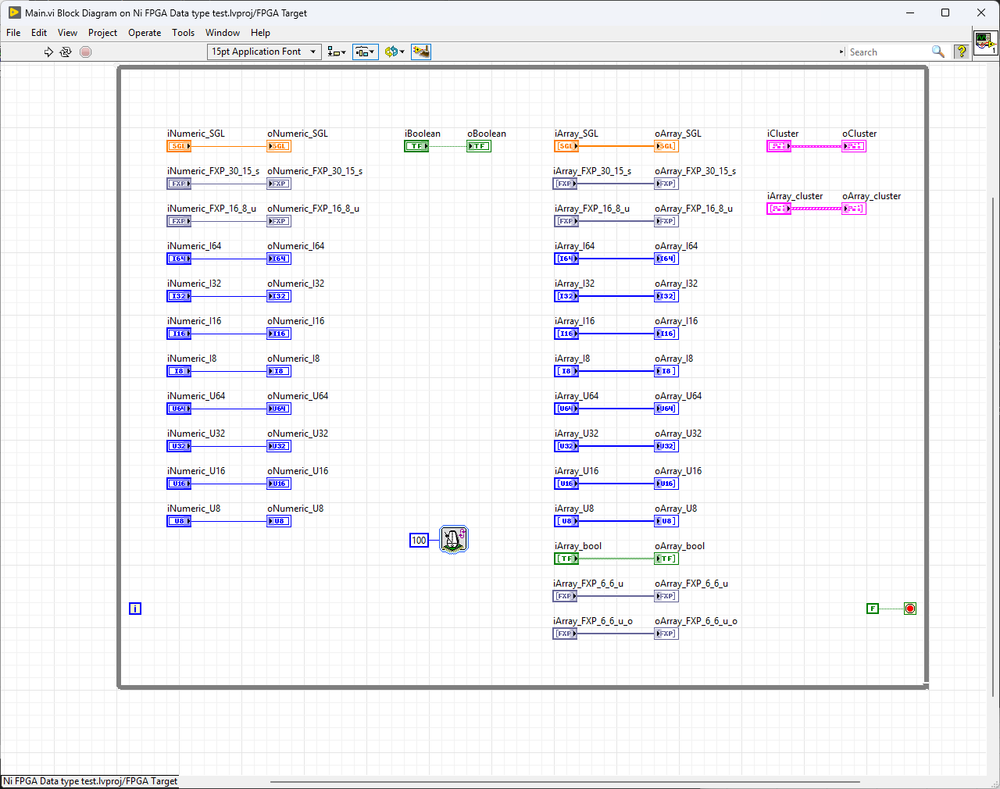 Main.vi Block Diagram on Ni FPGA Data type test.lvproj/FPGA Target
File Edit View Project Operate Tools Window Help
15pt Application Font Search ? 1
iNumeric_SGL oNumeric_SGL iBoolean oBoolean iArray_SGL oArray_SGL iCluster oCluster
SGL SGL TF TF [SGL SGL]
iNumeric_FXP_30_15_s oNumeric_FXP_30_15_s iArray_FXP_30_15_s oArray_FXP_30_15_s
FXP FXP [FXP FXP]
iArray_cluster oArray_cluster
iNumeric_FXP_16_8_u oNumeric_FXP_16_8_u iArray_FXP_16_8_u oArray_FXP_16_8_u
FXP FXP [FXP FXP]
iNumeric_I64 oNumeric_I64 iArray_I64 oArray_I64
I64 I64 [I64 I64]
iNumeric_I32 oNumeric_I32 iArray_I32 oArray_I32
I32 I32 [I32 I32]
iNumeric_I16 oNumeric_I16 iArray_I16 oArray_I16
I16 I16 [I16 I16]
iNumeric_I8 oNumeric_I8 iArray_I8 oArray_I8
I8 I8 [I8 I8]
iNumeric_U64 oNumeric_U64 iArray_U64 oArray_U64
U64 U64 [U64 U64]
iNumeric_U32 oNumeric_U32 iArray_U32 oArray_U32
U32 U32 [U32 U32]
iNumeric_U16 oNumeric_U16 iArray_U16 oArray_U16
U16 U16 [U16 U16]
iNumeric_U8 oNumeric_U8 iArray_U8 oArray_U8
U8 U8 [U8 U8]
100
iArray_bool oArray_bool
[TF TF]
iArray_FXP_6_6_u oArray_FXP_6_6_u
[FXP FXP]
i F
iArray_FXP_6_6_u_o oArray_FXP_6_6_u_o
[FXP FXP]
Ni FPGA Data type test.lvproj/FPGA Target